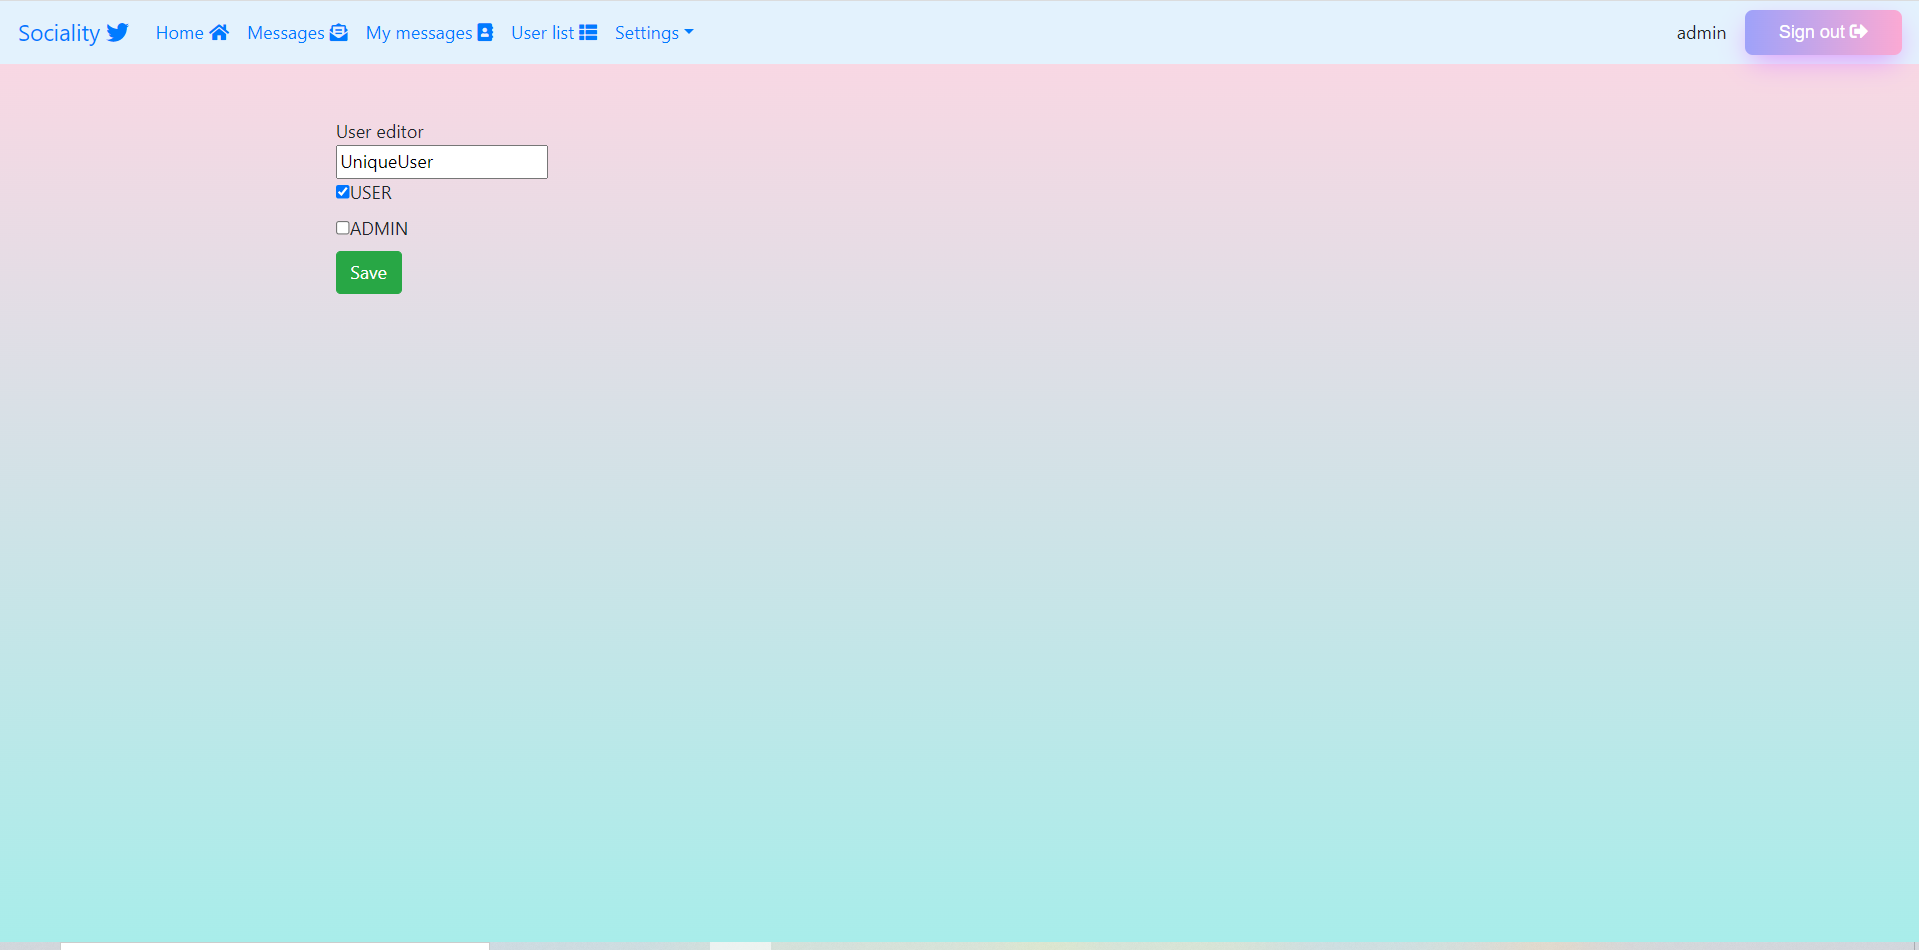 Sociality Home Messages My messages User list Settings admin Sign out
User editor
UniqueUser
USER
ADMIN
Save